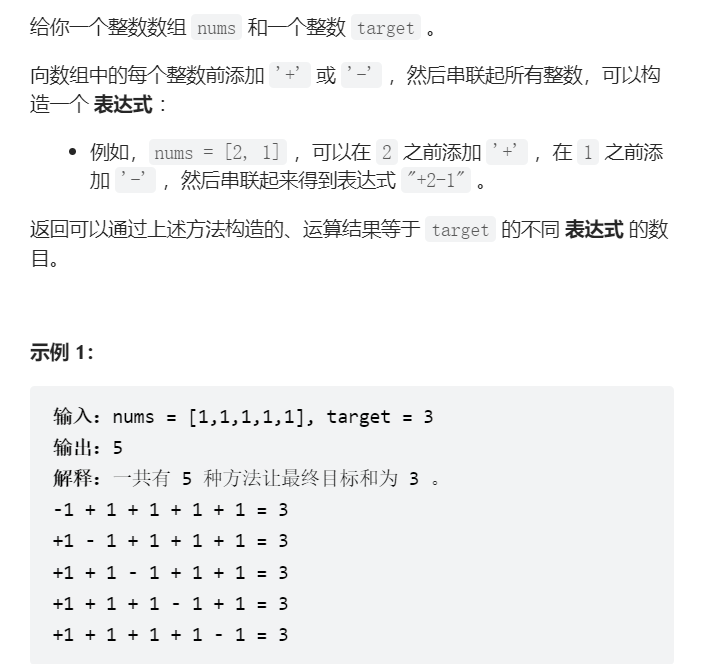 给你一个整数数组 nums 和一个整数 target 。
向数组中的每个整数前添加 '+' 或 '-' ，然后串联起所有整数，可以构
造一个 表达式 ：
• 例如，nums = [2, 1] ，可以在 2 之前添加 '+' ，在 1 之前添
加 '-' ，然后串联起来得到表达式 "+2-1" 。
返回可以通过上述方法构造的、运算结果等于 target 的不同 表达式 的数
目。
示例 1：
输入：nums = [1,1,1,1,1], target = 3
输出：5
解释：一共有 5 种方法让最终目标和为 3 。
-1 + 1 + 1 + 1 + 1 = 3
+1 - 1 + 1 + 1 + 1 = 3
+1 + 1 - 1 + 1 + 1 = 3
+1 + 1 + 1 - 1 + 1 = 3
+1 + 1 + 1 + 1 - 1 = 3